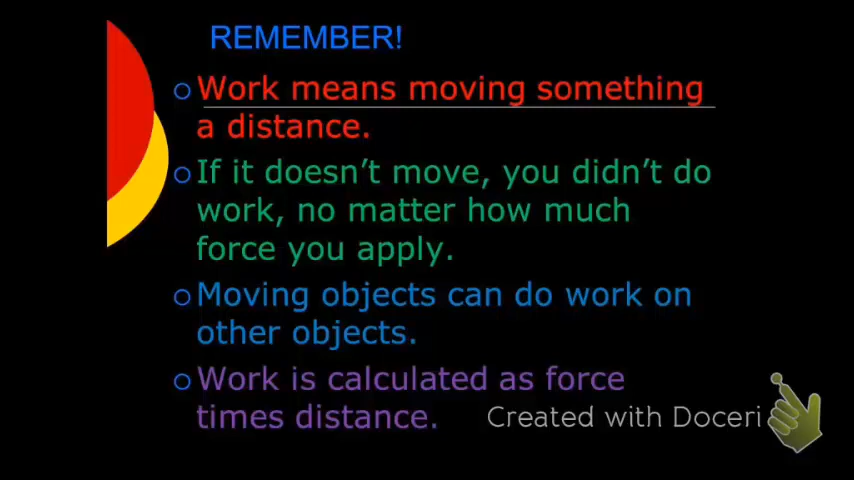 REMEMBER!
Work means moving something
a distance.
If it doesn't move, you didn't do
work, no matter how much
force you apply.
Moving objects can do work on
other objects.
Work is calculated as force
times distance.
Created with Doceri